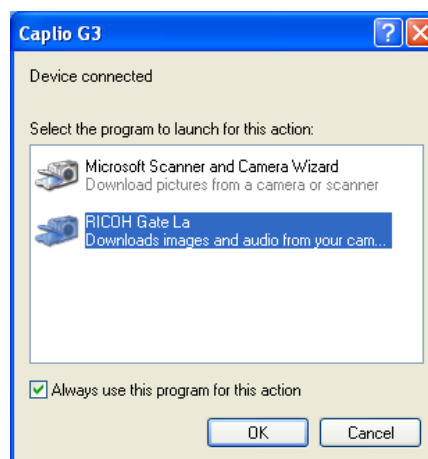 Caplio G3
Device connected
Select the program to launch for this action:
Microsoft Scanner and Camera Wizard
Download pictures from a camera or scanner
RICOH Gate La
Downloads images and audio from your cam...
Always use this program for this action
OK Cancel